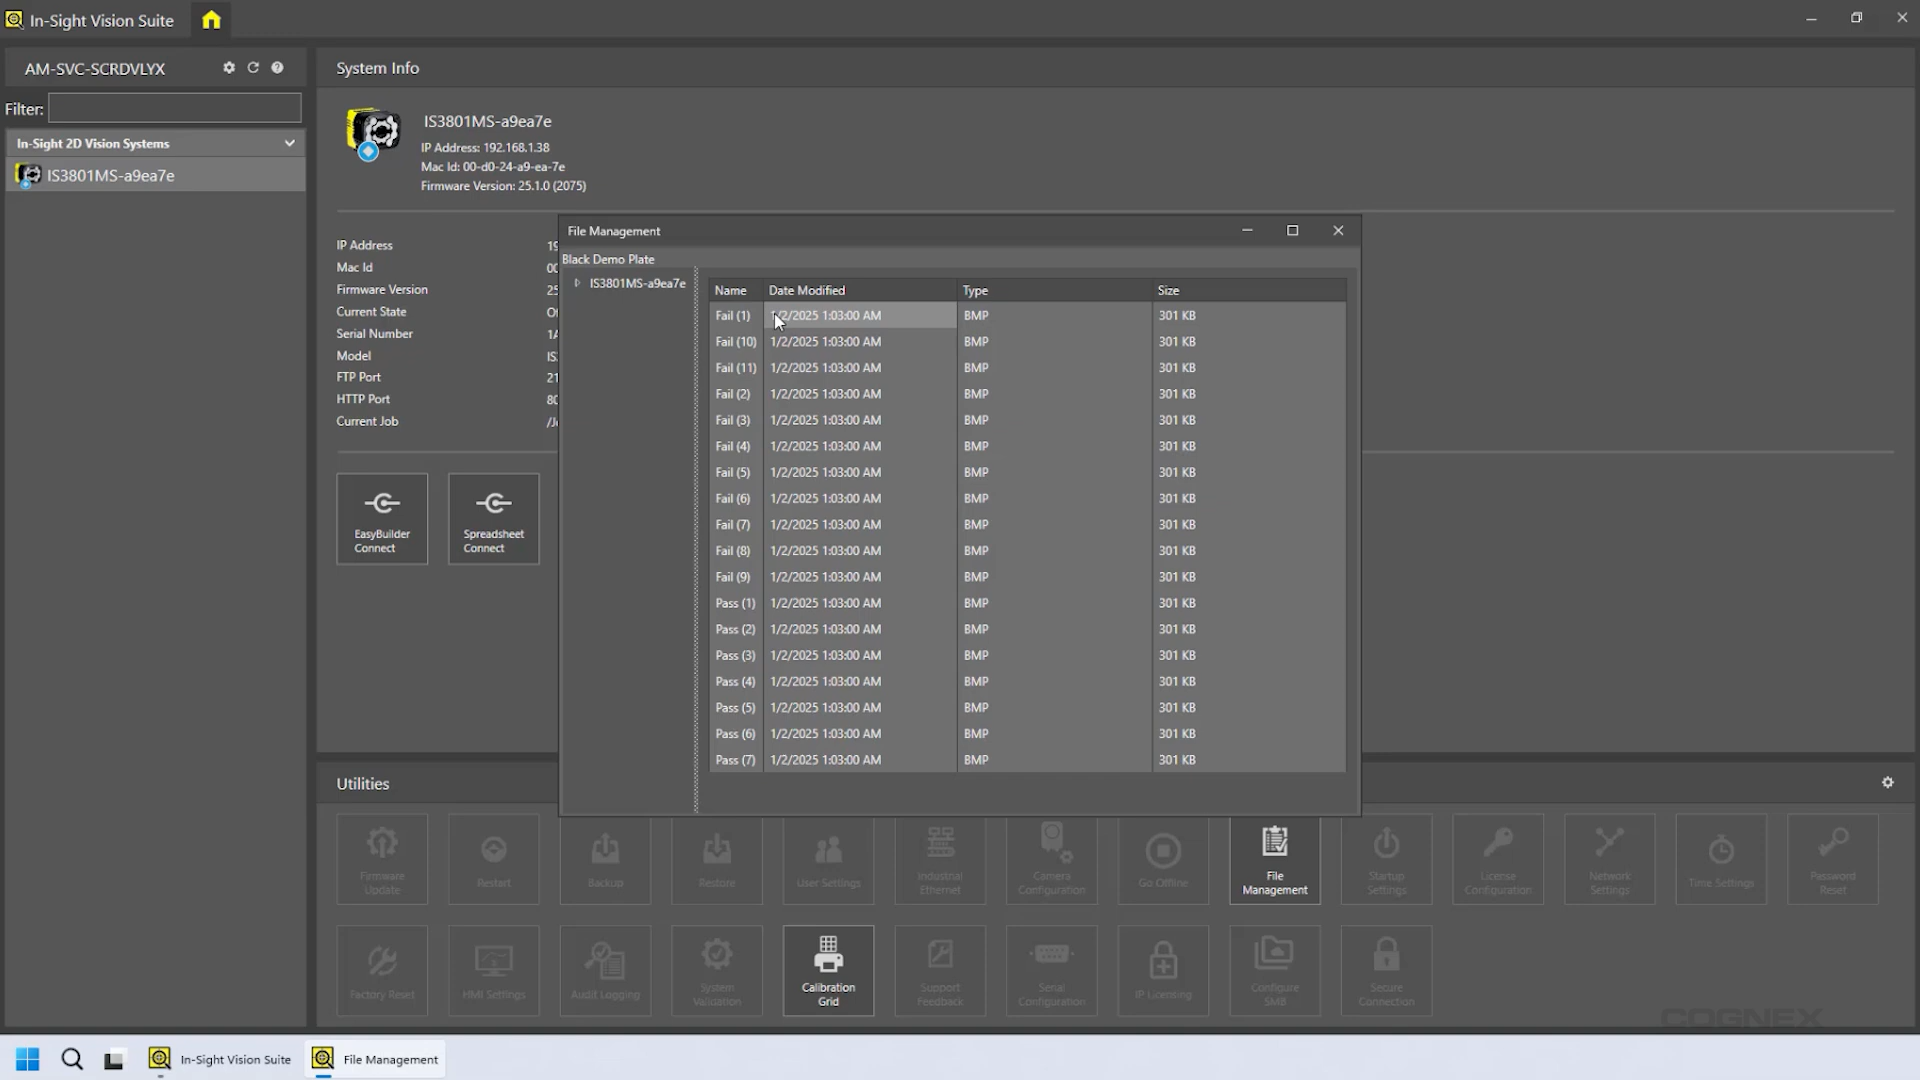 In-Sight Vision Suite
AM-SVC-SCRDVLYX
System Info
Filter:
In-Sight 2D Vision Systems
IS3801MS-a9ea7e
IS3801MS-a9ea7e
IP Address: 192.168.1.38
Mac Id: 00-d0-24-a9-ea-7e
Firmware Version: 25.1.0 (2075)
IP Address 19
Mac Id 00
Firmware Version 25
Current State
Serial Number 1A
Model IS
FTP Port 21
HTTP Port 80
Current Job
EasyBuilder
Connect
Spreadsheet
Connect
File Management
Black Demo Plate
IS3801MS-a9ea7e
Name Date Modified Type Size
Fail (1) 1/2/2025 1:03:00 AM BMP 301 KB
Fail (10) 1/2/2025 1:03:00 AM BMP 301 KB
Fail (11) 1/2/2025 1:03:00 AM BMP 301 KB
Fail (2) 1/2/2025 1:03:00 AM BMP 301 KB
Fail (3) 1/2/2025 1:03:00 AM BMP 301 KB
Fail (4) 1/2/2025 1:03:00 AM BMP 301 KB
Fail (5) 1/2/2025 1:03:00 AM BMP 301 KB
Fail (6) 1/2/2025 1:03:00 AM BMP 301 KB
Fail (7) 1/2/2025 1:03:00 AM BMP 301 KB
Fail (8) 1/2/2025 1:03:00 AM BMP 301 KB
Fail (9) 1/2/2025 1:03:00 AM BMP 301 KB
Pass (1) 1/2/2025 1:03:00 AM BMP 301 KB
Pass (2) 1/2/2025 1:03:00 AM BMP 301 KB
Pass (3) 1/2/2025 1:03:00 AM BMP 301 KB
Pass (4) 1/2/2025 1:03:00 AM BMP 301 KB
Pass (5) 1/2/2025 1:03:00 AM BMP 301 KB
Pass (6) 1/2/2025 1:03:00 AM BMP 301 KB
Pass (7) 1/2/2025 1:03:00 AM BMP 301 KB
Utilities
Firmware
Update
Restart
Backup
Restore
User Settings
Industrial
Ethernet
Camera
Configuration
Go Offline
File
Management
Startup
Settings
License
Configuration
Network
Settings
Time Settings
Password
Reset
Factory Reset
HMI Settings
Audit Logging
System
Validation
Calibration
Grid
Support
Feedback
Serial
Configuration
IP Licensing
Configure
SMB
Secure
Connection
COGNEX
In-Sight Vision Suite
File Management